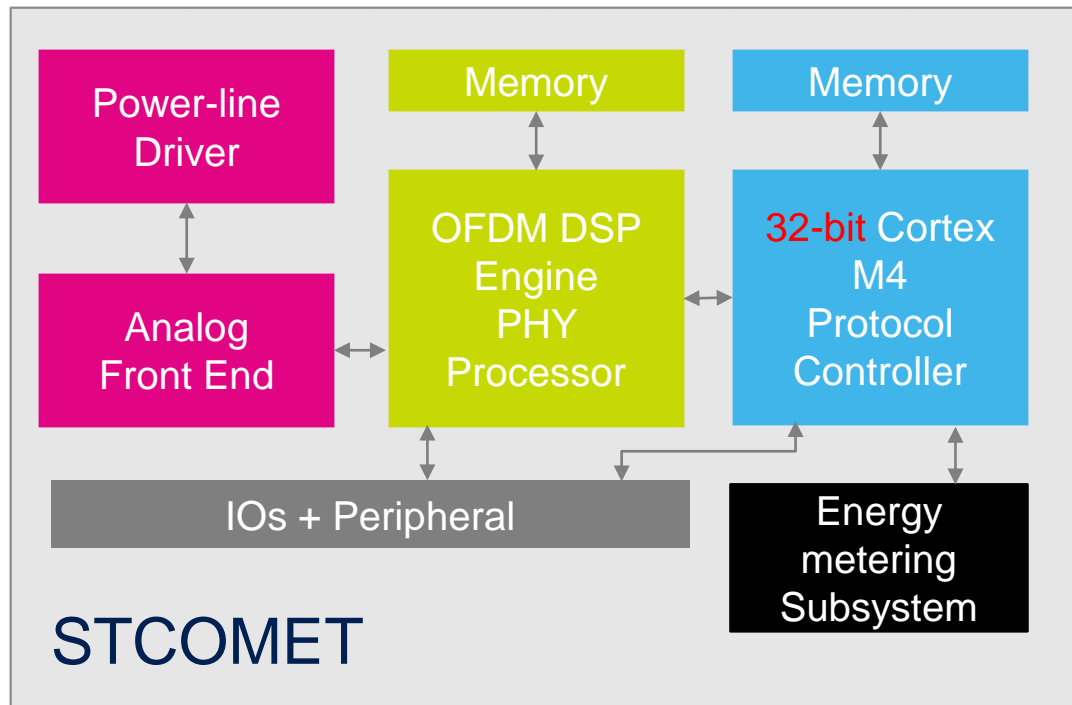 Power-line
Driver
Memory
Memory
Analog
Front End
OFDM DSP
Engine
PHY
Processor
32-bit Cortex
M4
Protocol
Controller
IOs + Peripheral
Energy
metering
Subsystem
STCOMET